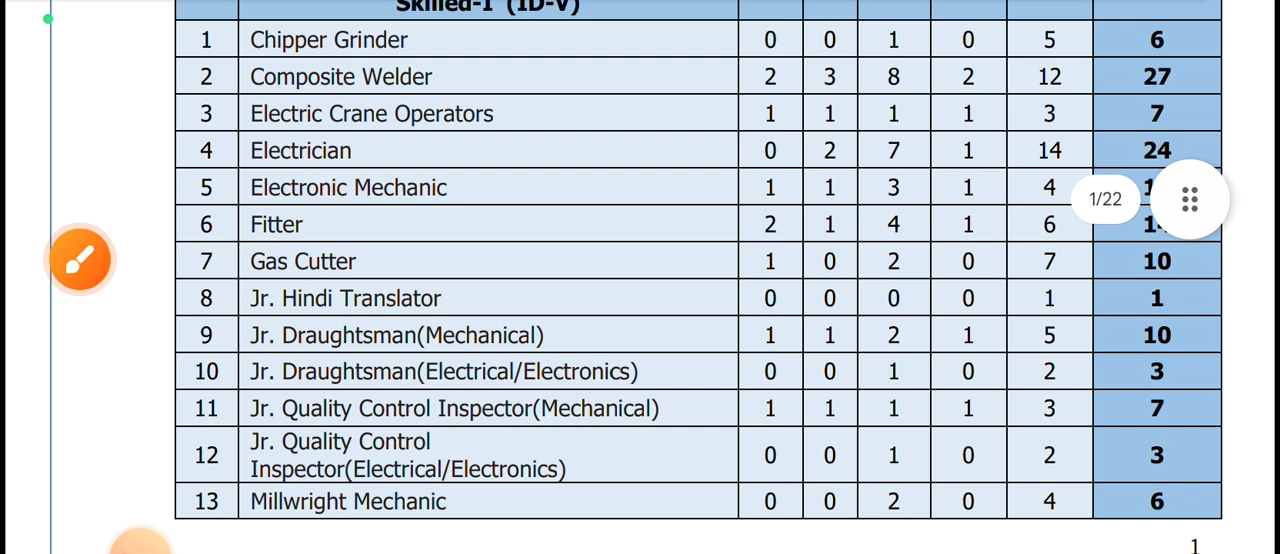 Skilled-I (ID-V)
1 Chipper Grinder 0 0 1 0 5 6
2 Composite Welder 2 3 8 2 12 27
3 Electric Crane Operators 1 1 1 1 3 7
4 Electrician 0 2 7 1 14 24
5 Electronic Mechanic 1 1 3 1 4
1/22
6 Fitter 2 1 4 1 6
7 Gas Cutter 1 0 2 0 7 10
8 Jr. Hindi Translator 0 0 0 0 1 1
9 Jr. Draughtsman(Mechanical) 1 1 2 1 5 10
10 Jr. Draughtsman(Electrical/Electronics) 0 0 1 0 2 3
11 Jr. Quality Control Inspector(Mechanical) 1 1 1 1 3 7
12 Jr. Quality Control
Inspector(Electrical/Electronics) 0 0 1 0 2 3
13 Millwright Mechanic 0 0 2 0 4 6
1